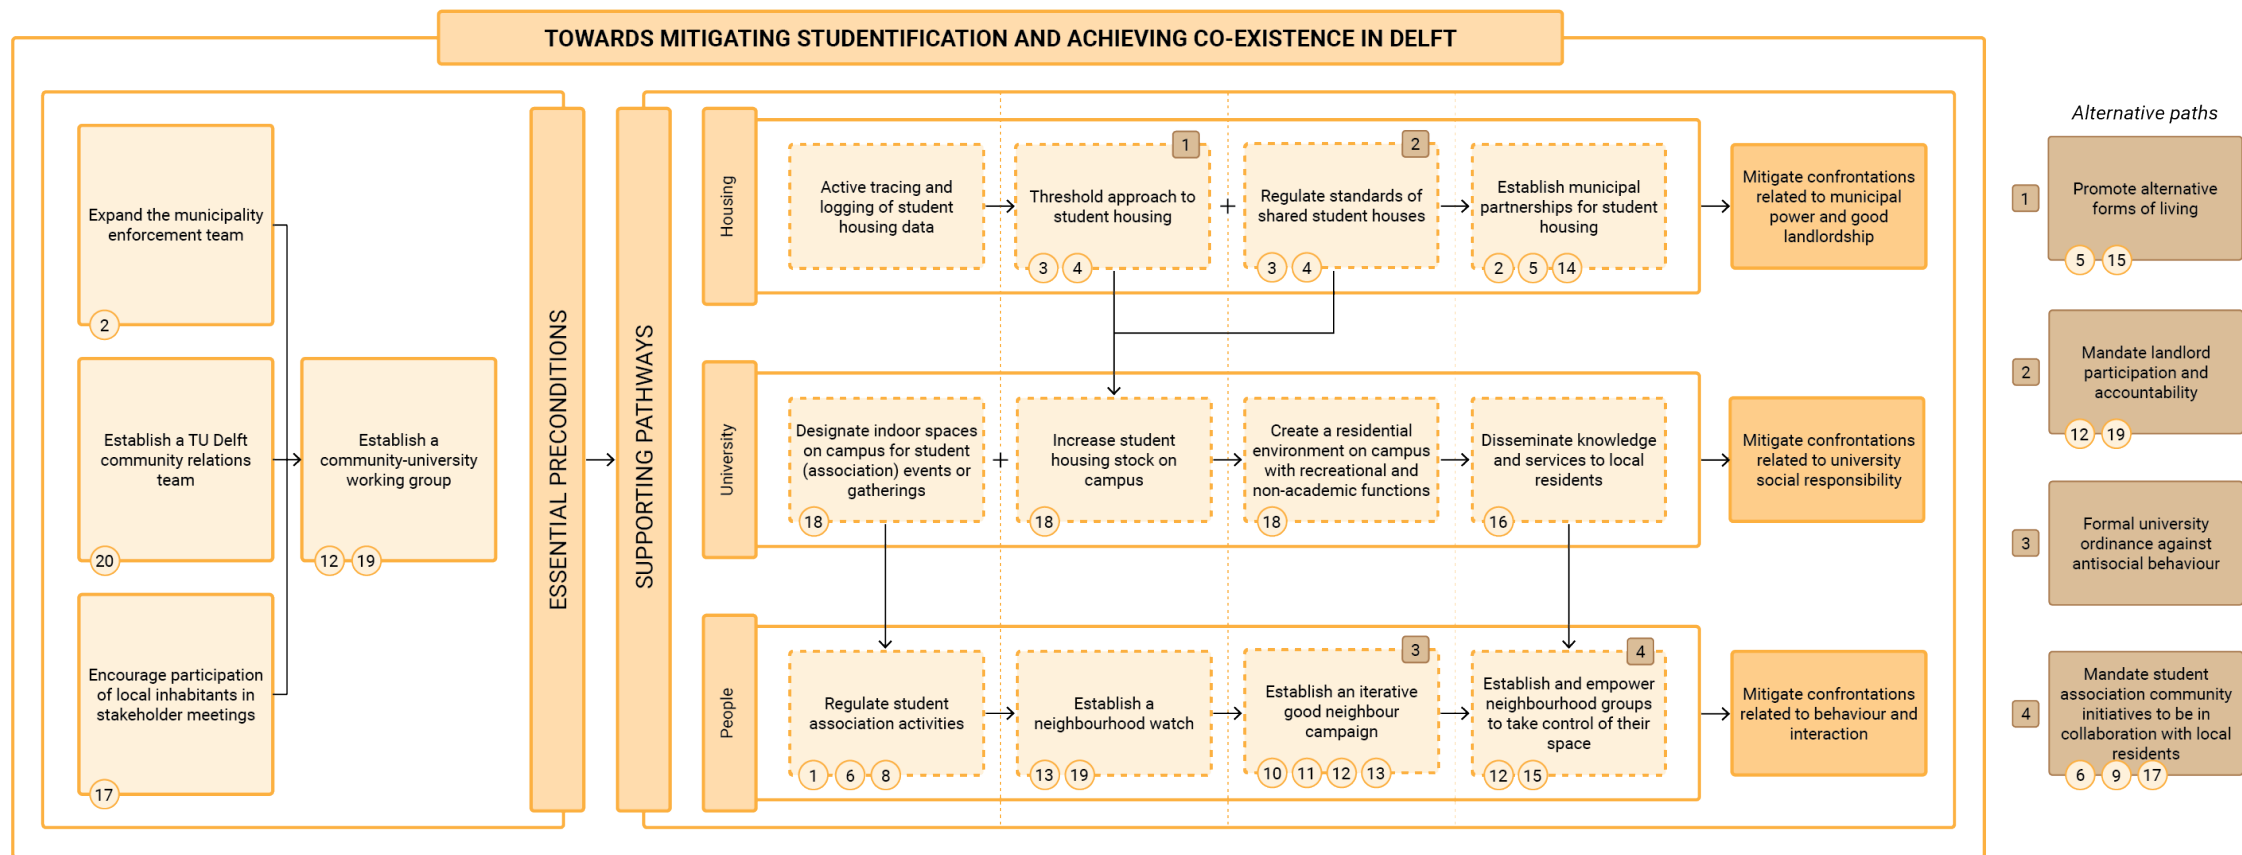 TOWARDS MITIGATING STUDENTIFICATION AND ACHIEVING CO-EXISTENCE IN DELFT
Expand the municipality
enforcement team
2
Establish a TU Delft
community relations
team
20
Encourage participation
of local inhabitants in
stakeholder meetings
17
Establish a
community-university
working group
12 19
ESSENTIAL PRECONDITIONS
SUPPORTING PATHWAYS
Housing
Active tracing and
logging of student
housing data
1
Threshold approach to
student housing
3 4
+
2
Regulate standards of
shared student houses
3 4
Establish municipal
partnerships for student
housing
2 5 14
Mitigate confrontations
related to municipal
power and good
landlordship
University
Designate indoor spaces
on campus for student
(association) events or
gatherings
18
+
Increase student
housing stock on
campus
18
Create a residential
environment on campus
with recreational and
non-academic functions
18
Disseminate knowledge
and services to local
residents
16
Mitigate confrontations
related to university
social responsibility
People
Regulate student
association activities
1 6 8
Establish a
neighbourhood watch
13 19
3
Establish an iterative
good neighbour
campaign
10 11 12 13
4
Establish and empower
neighbourhood groups
to take control of their
space
12 15
Mitigate confrontations
related to behaviour and
interaction
Alternative paths
1
Promote alternative
forms of living
5 15
2
Mandate landlord
participation and
accountability
12 19
3
Formal university
ordinance against
antisocial behaviour
4
Mandate student
association community
initiatives to be in
collaboration with local
residents
6 9 17